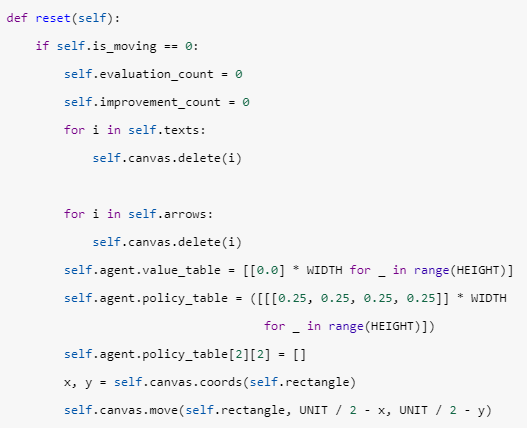 def reset(self):
    if self.is_moving == 0:
        self.evaluation_count = 0
        self.improvement_count = 0
        for i in self.texts:
            self.canvas.delete(i)

        for i in self.arrows:
            self.canvas.delete(i)
        self.agent.value_table = [[0.0] * WIDTH for _ in range(HEIGHT)]
        self.agent.policy_table = ([[[0.25, 0.25, 0.25, 0.25]] * WIDTH
                                    for _ in range(HEIGHT)])
        self.agent.policy_table[2][2] = []
        x, y = self.canvas.coords(self.rectangle)
        self.canvas.move(self.rectangle, UNIT / 2 - x, UNIT / 2 - y)